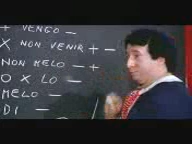 + VENGO -
X NON VENIR + -
NON MELO - +
O X LO -
MELO -
DI -